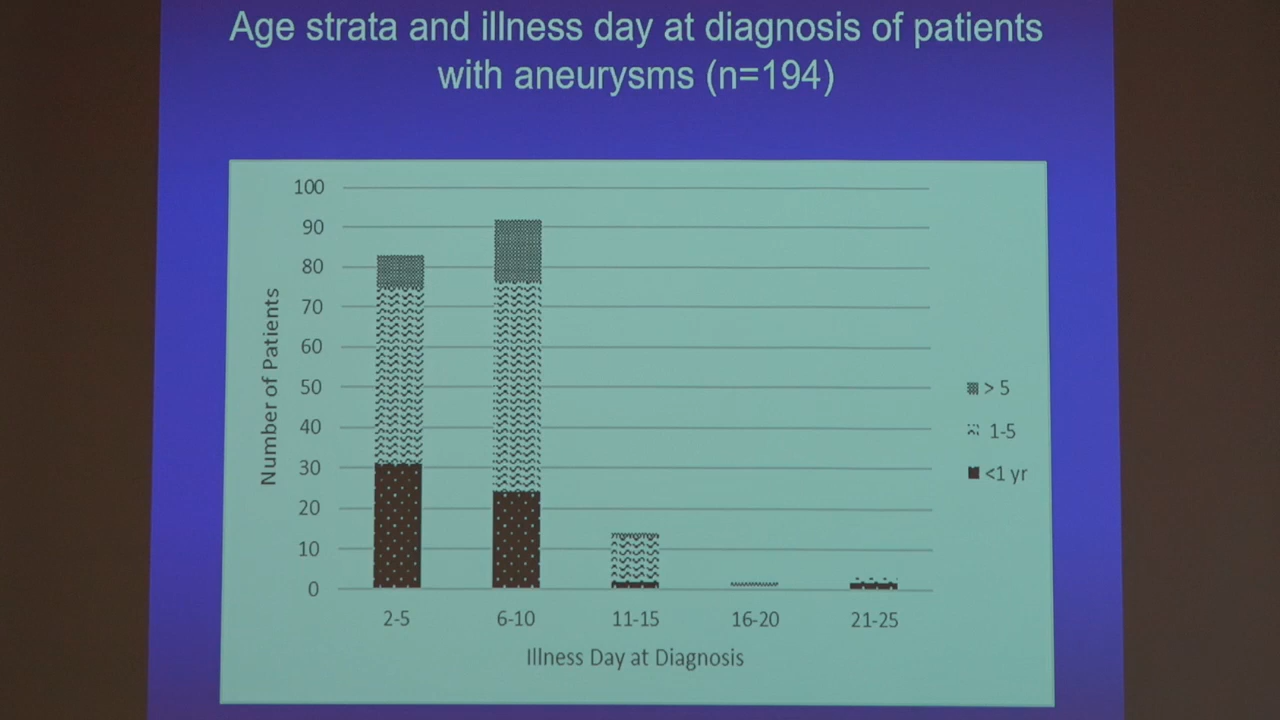 Age strata and illness day at diagnosis of patients
with aneurysms (n=194)
100
90
80
70
60
50
40
30
20
10
0
Number of Patients
2-5 6-10 11-15 16-20 21-25
Illness Day at Diagnosis
> 5
1-5
<1 yr